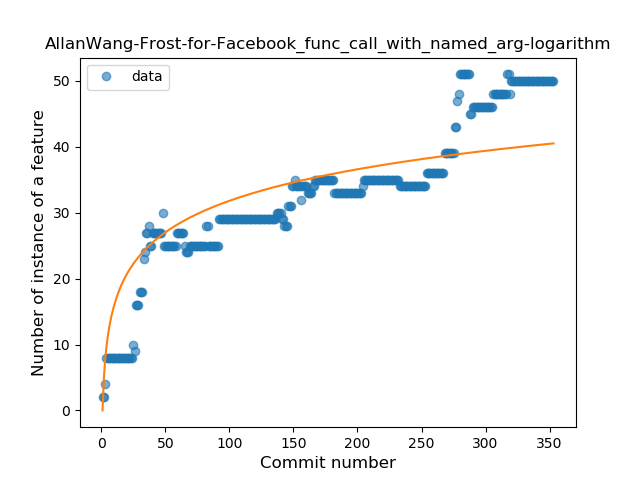 AllanWang-Frost-for-Facebook_func_call_with_named_arg-logarithm
data
Number of instance of a feature
50
40
30
20
10
0
0 50 100 150 200 250 300 350
Commit number